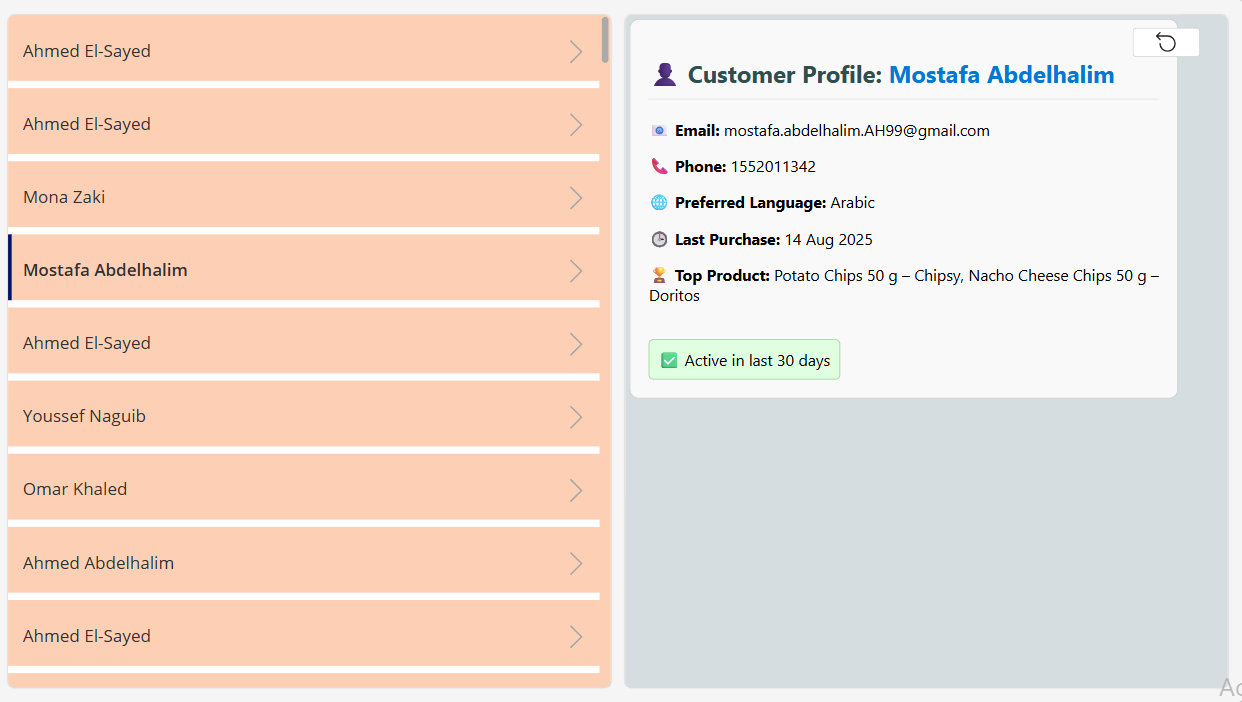 Ahmed El-Sayed
Ahmed El-Sayed
Mona Zaki
Mostafa Abdelhalim
Ahmed El-Sayed
Youssef Naguib
Omar Khaled
Ahmed Abdelhalim
Ahmed El-Sayed
Customer Profile: Mostafa Abdelhalim
Email: mostafa.abdelhalim.AH99@gmail.com
Phone: 1552011342
Preferred Language: Arabic
Last Purchase: 14 Aug 2025
Top Product: Potato Chips 50 g – Chipsy, Nacho Cheese Chips 50 g –
Doritos
Active in last 30 days